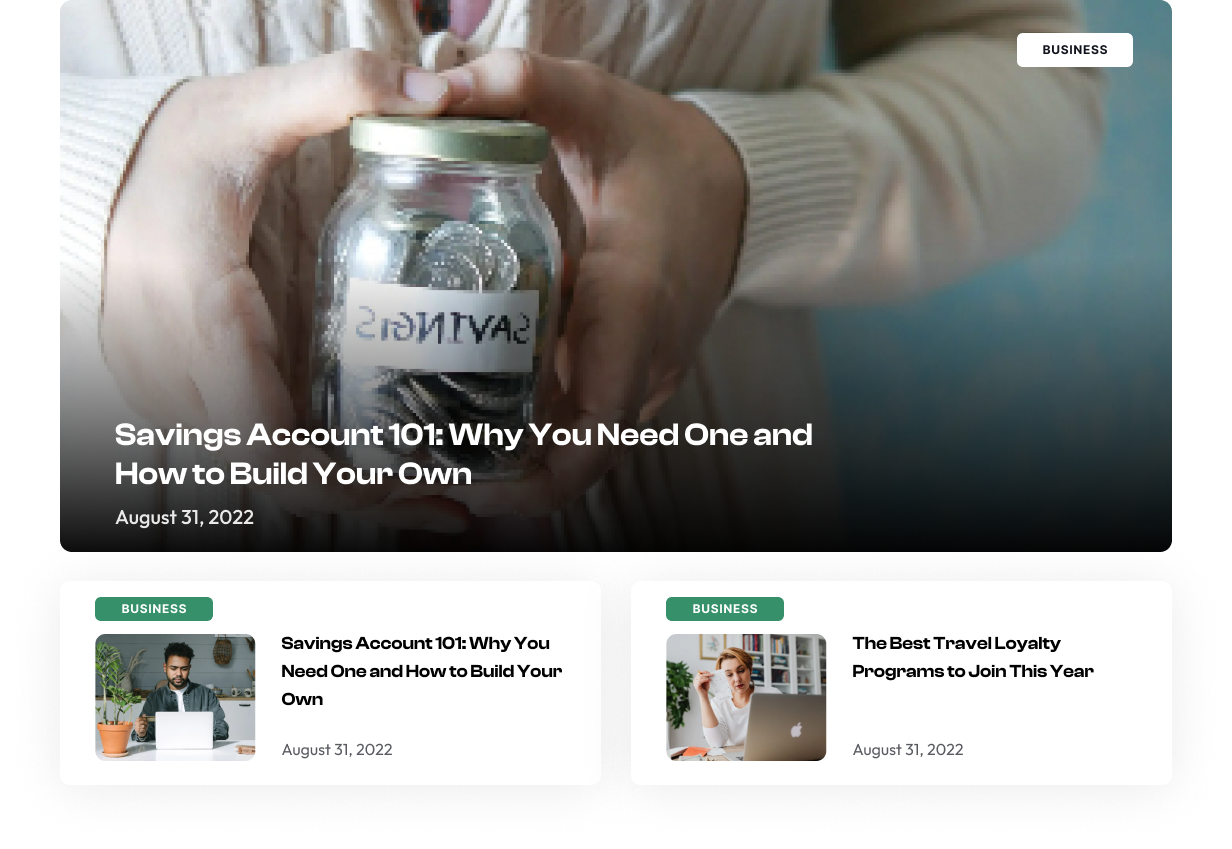 BUSINESS
SAVINGS
Savings Account 101: Why You Need One and
How to Build Your Own
August 31, 2022
BUSINESS
Savings Account 101: Why You
Need One and How to Build Your
Own
August 31, 2022
BUSINESS
The Best Travel Loyalty
Programs to Join This Year
August 31, 2022